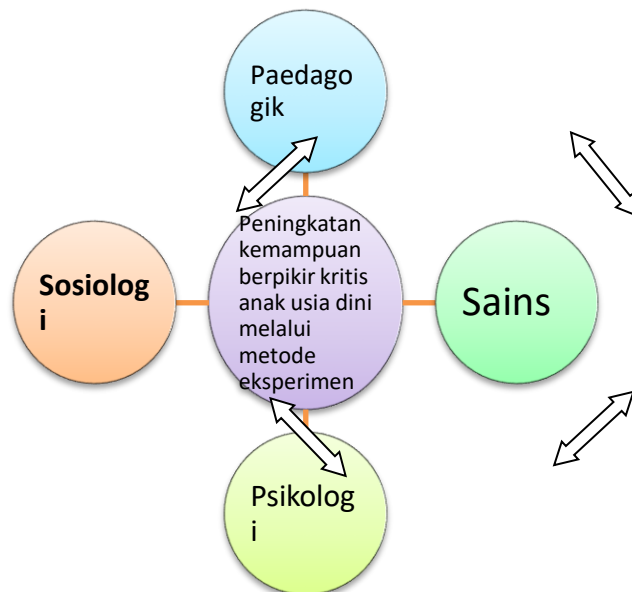 Paedago
gik
Peningkatan
kemampuan
berpikir kritis
anak usia dini
melalui
metode
eksperimen
Sosiolog
i
Sains
Psikolog
i